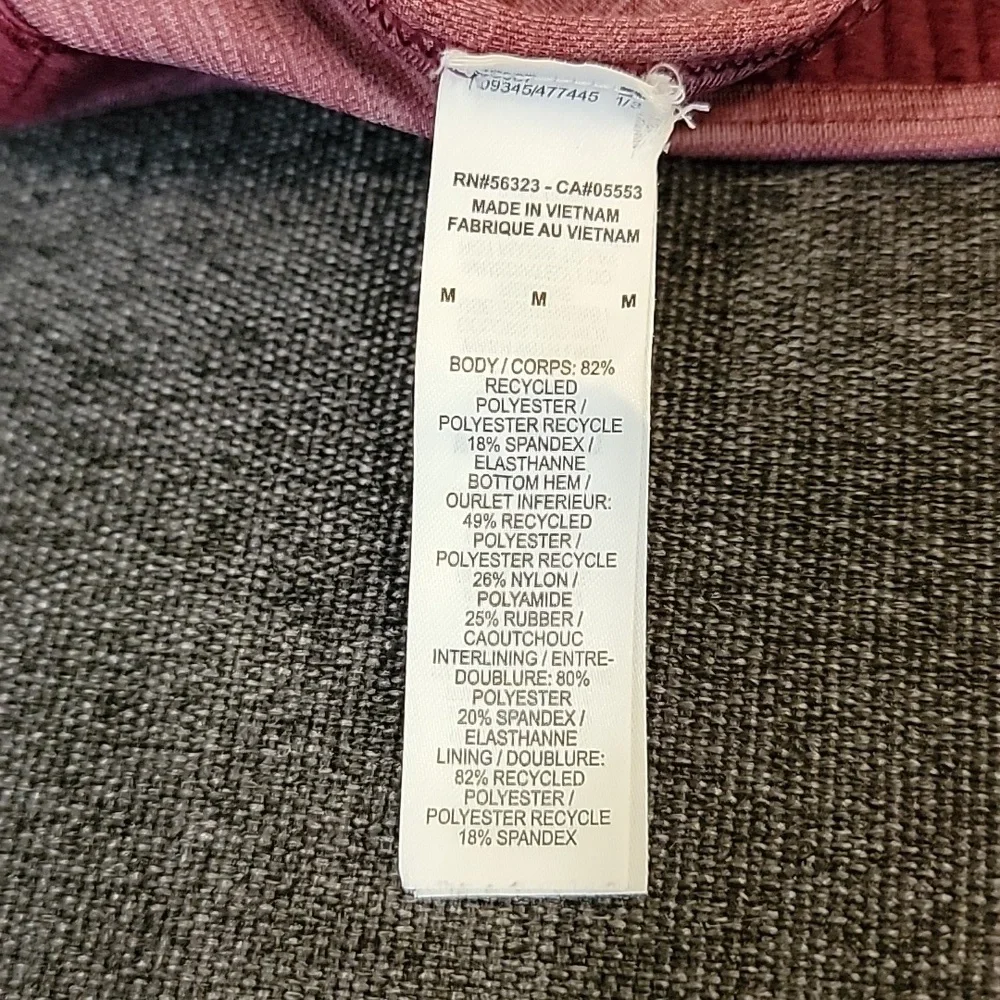 09345/477445 1/2
RN#56323 - CA#05553
MADE IN VIETNAM
FABRIQUE AU VIETNAM
M M M
BODY / CORPS: 82%
RECYCLED
POLYESTER /
POLYESTER RECYCLE
18% SPANDEX /
ELASTHANNE
BOTTOM HEM /
OURLET INFERIEUR:
49% RECYCLED
POLYESTER /
POLYESTER RECYCLE
26% NYLON /
POLYAMIDE
25% RUBBER /
CAOUTCHOUC
INTERLINING / ENTRE-
DOUBLURE: 80%
POLYESTER
20% SPANDEX /
ELASTHANNE
LINING / DOUBLURE:
82% RECYCLED
POLYESTER /
POLYESTER RECYCLE
18% SPANDEX